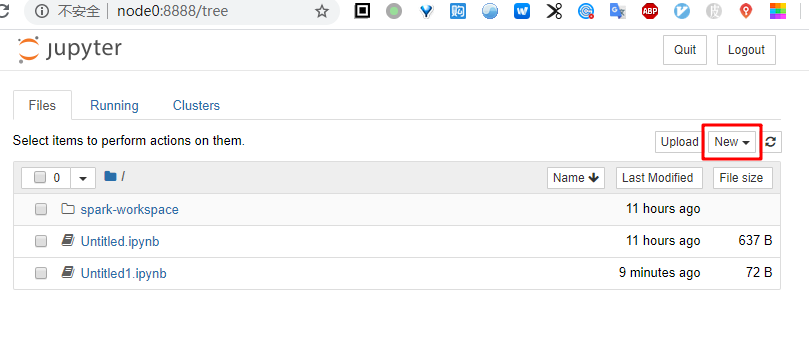 不安全 | node0:8888/tree
jupyter
Quit
Logout
Files
Running
Clusters
Select items to perform actions on them.
Upload
New
0
/
Name
Last Modified
File size
spark-workspace
11 hours ago
Untitled.ipynb
11 hours ago
637 B
Untitled1.ipynb
9 minutes ago
72 B